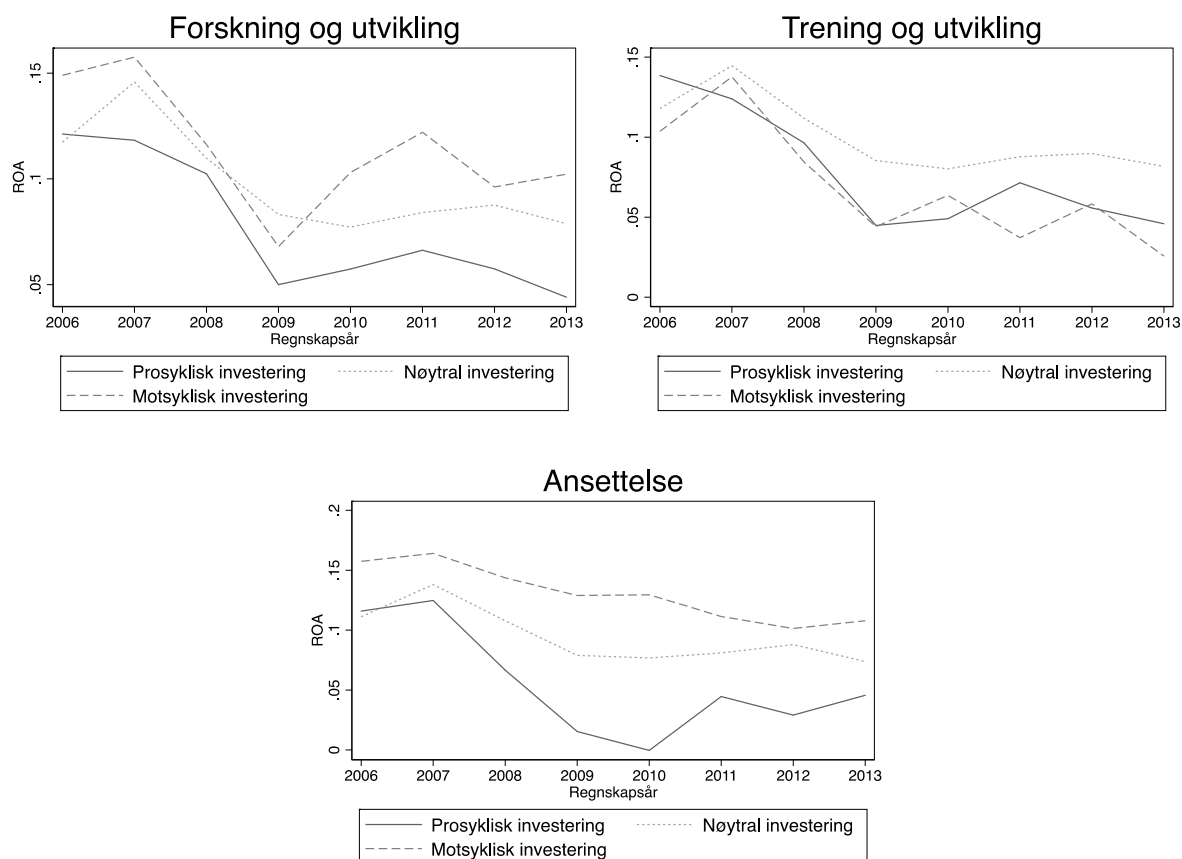 Forskning og utvikling
.15
.1
.05
ROA
2006 2007 2008 2009 2010 2011 2012 2013
Regnskapsår
Prosyklisk investering Nøytral investering
Motsyklisk investering
Trening og utvikling
.15
.1
.05
0
ROA
2006 2007 2008 2009 2010 2011 2012 2013
Regnskapsår
Prosyklisk investering Nøytral investering
Motsyklisk investering
Ansettelse
.2
.15
.1
.05
0
ROA
2006 2007 2008 2009 2010 2011 2012 2013
Regnskapsår
Prosyklisk investering Nøytral investering
Motsyklisk investering